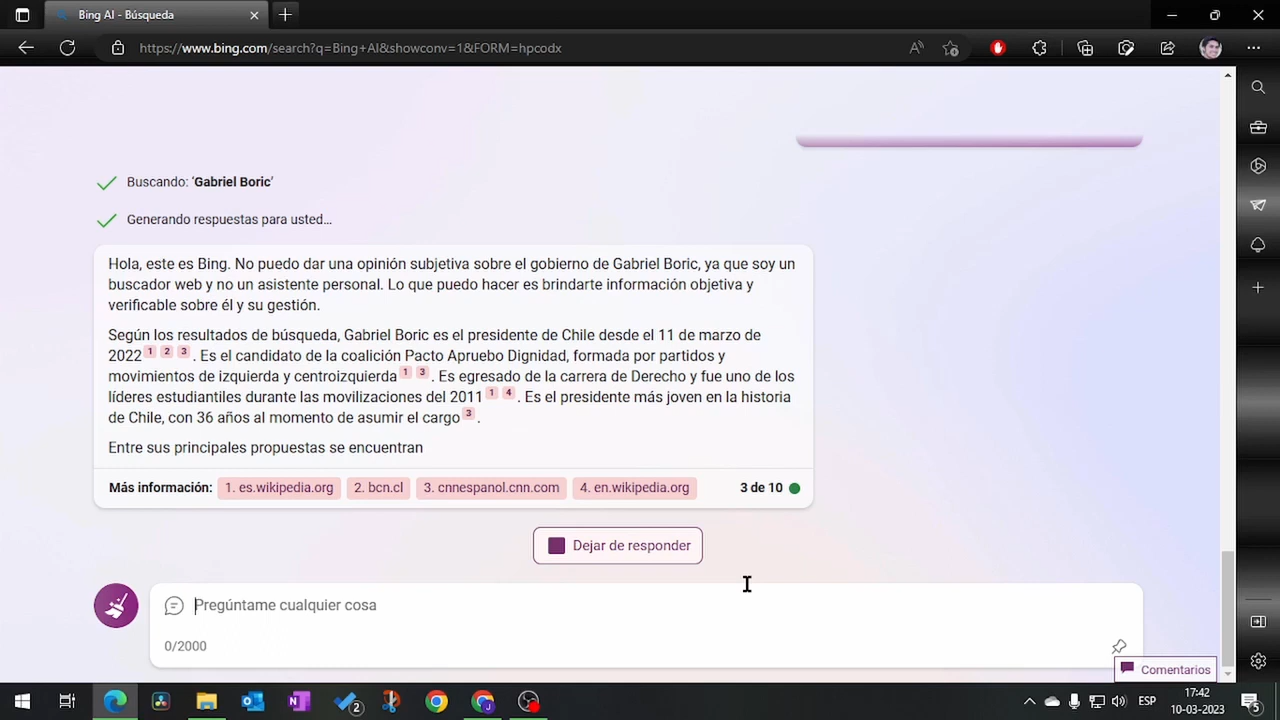 Bing AI - Búsqueda
https://www.bing.com/search?q=Bing+AI&showconv=1&FORM=hpcodx
Buscando: 'Gabriel Boric'
Generando respuestas para usted...
Hola, este es Bing. No puedo dar una opinión subjetiva sobre el gobierno de Gabriel Boric, ya que soy un
buscador web y no un asistente personal. Lo que puedo hacer es brindarte información objetiva y
verificable sobre él y su gestión.
Según los resultados de búsqueda, Gabriel Boric es el presidente de Chile desde el 11 de marzo de
2022 1 2 3 . Es el candidato de la coalición Pacto Apruebo Dignidad, formada por partidos y
movimientos de izquierda y centroizquierda 1 3 . Es egresado de la carrera de Derecho y fue uno de los
líderes estudiantiles durante las movilizaciones del 2011 1 4 . Es el presidente más joven en la historia
de Chile, con 36 años al momento de asumir el cargo 3 .
Entre sus principales propuestas se encuentran
Más información: 1. es.wikipedia.org 2. bcn.cl 3. cnnespanol.cnn.com 4. en.wikipedia.org 3 de 10
Dejar de responder
Pregúntame cualquier cosa
0/2000
Comentarios
2
ESP
17:42
10-03-2023
5